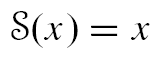 𝒮(x) = x